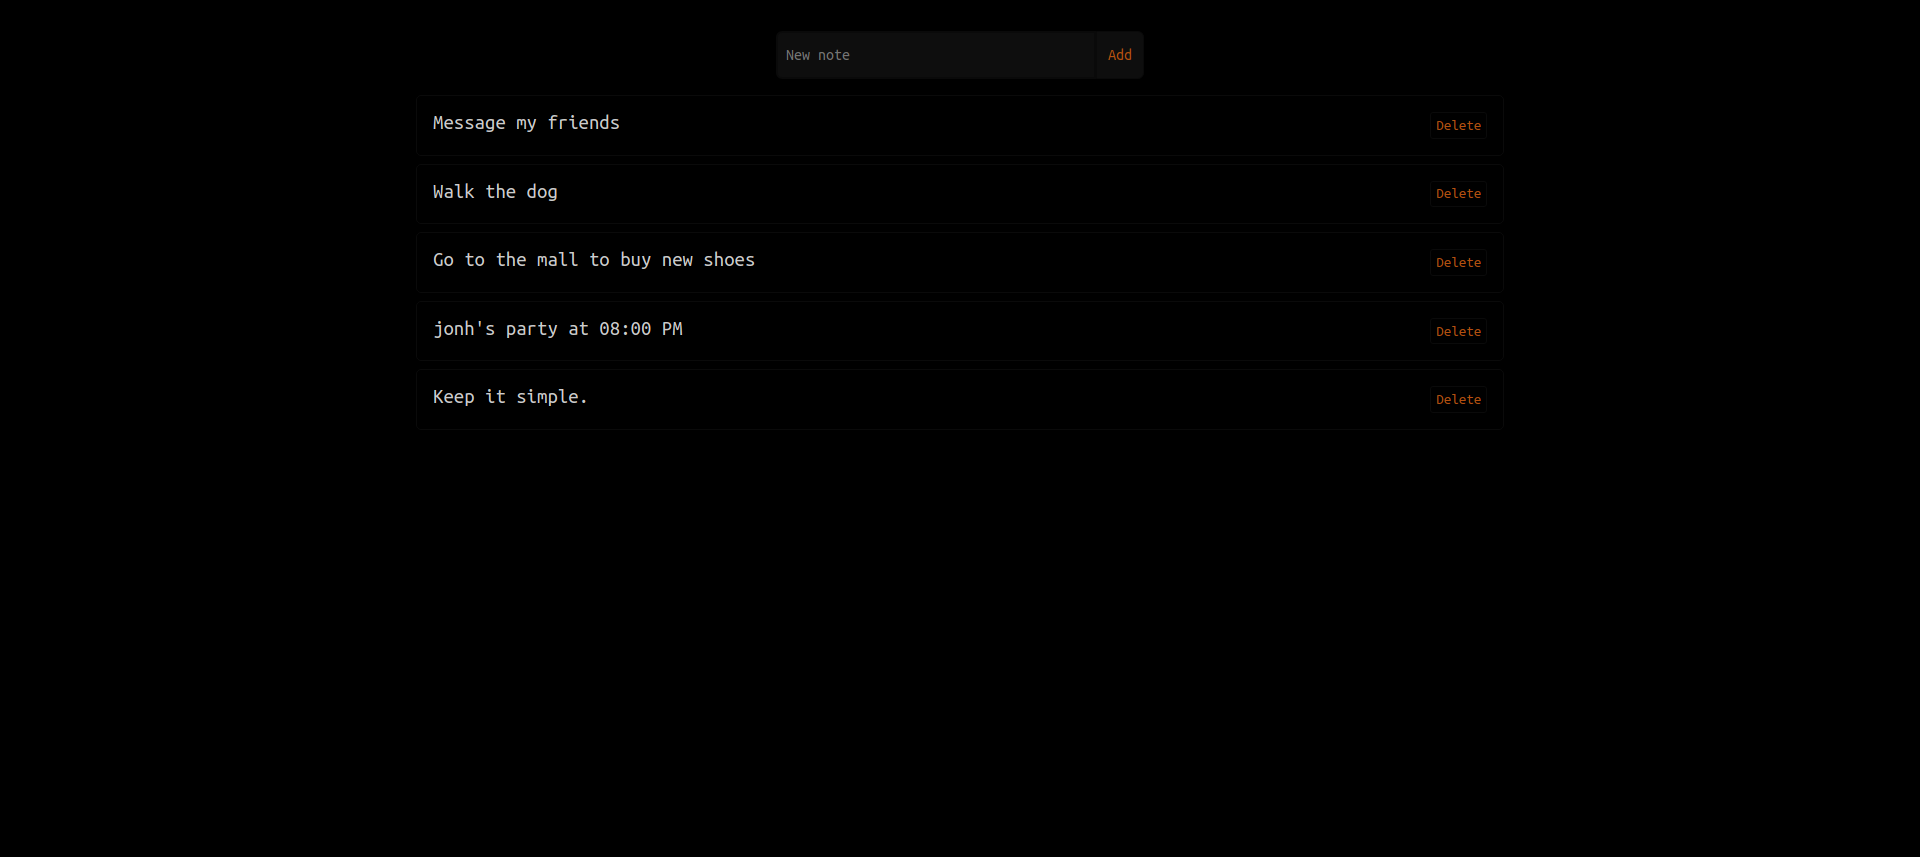 New note Add
Message my friends Delete
Walk the dog Delete
Go to the mall to buy new shoes Delete
jonh's party at 08:00 PM Delete
Keep it simple. Delete